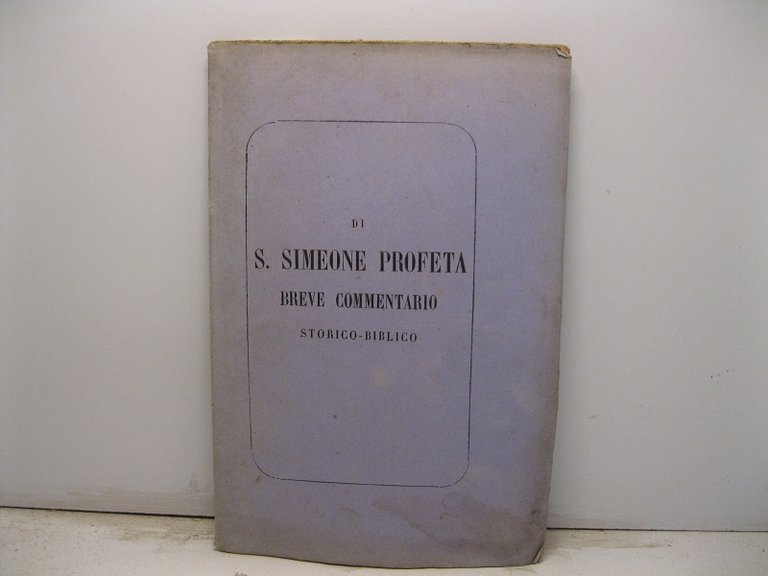 DI
S. SIMEONE PROFETA
BREVE COMMENTARIO
STORICO-BIBLICO